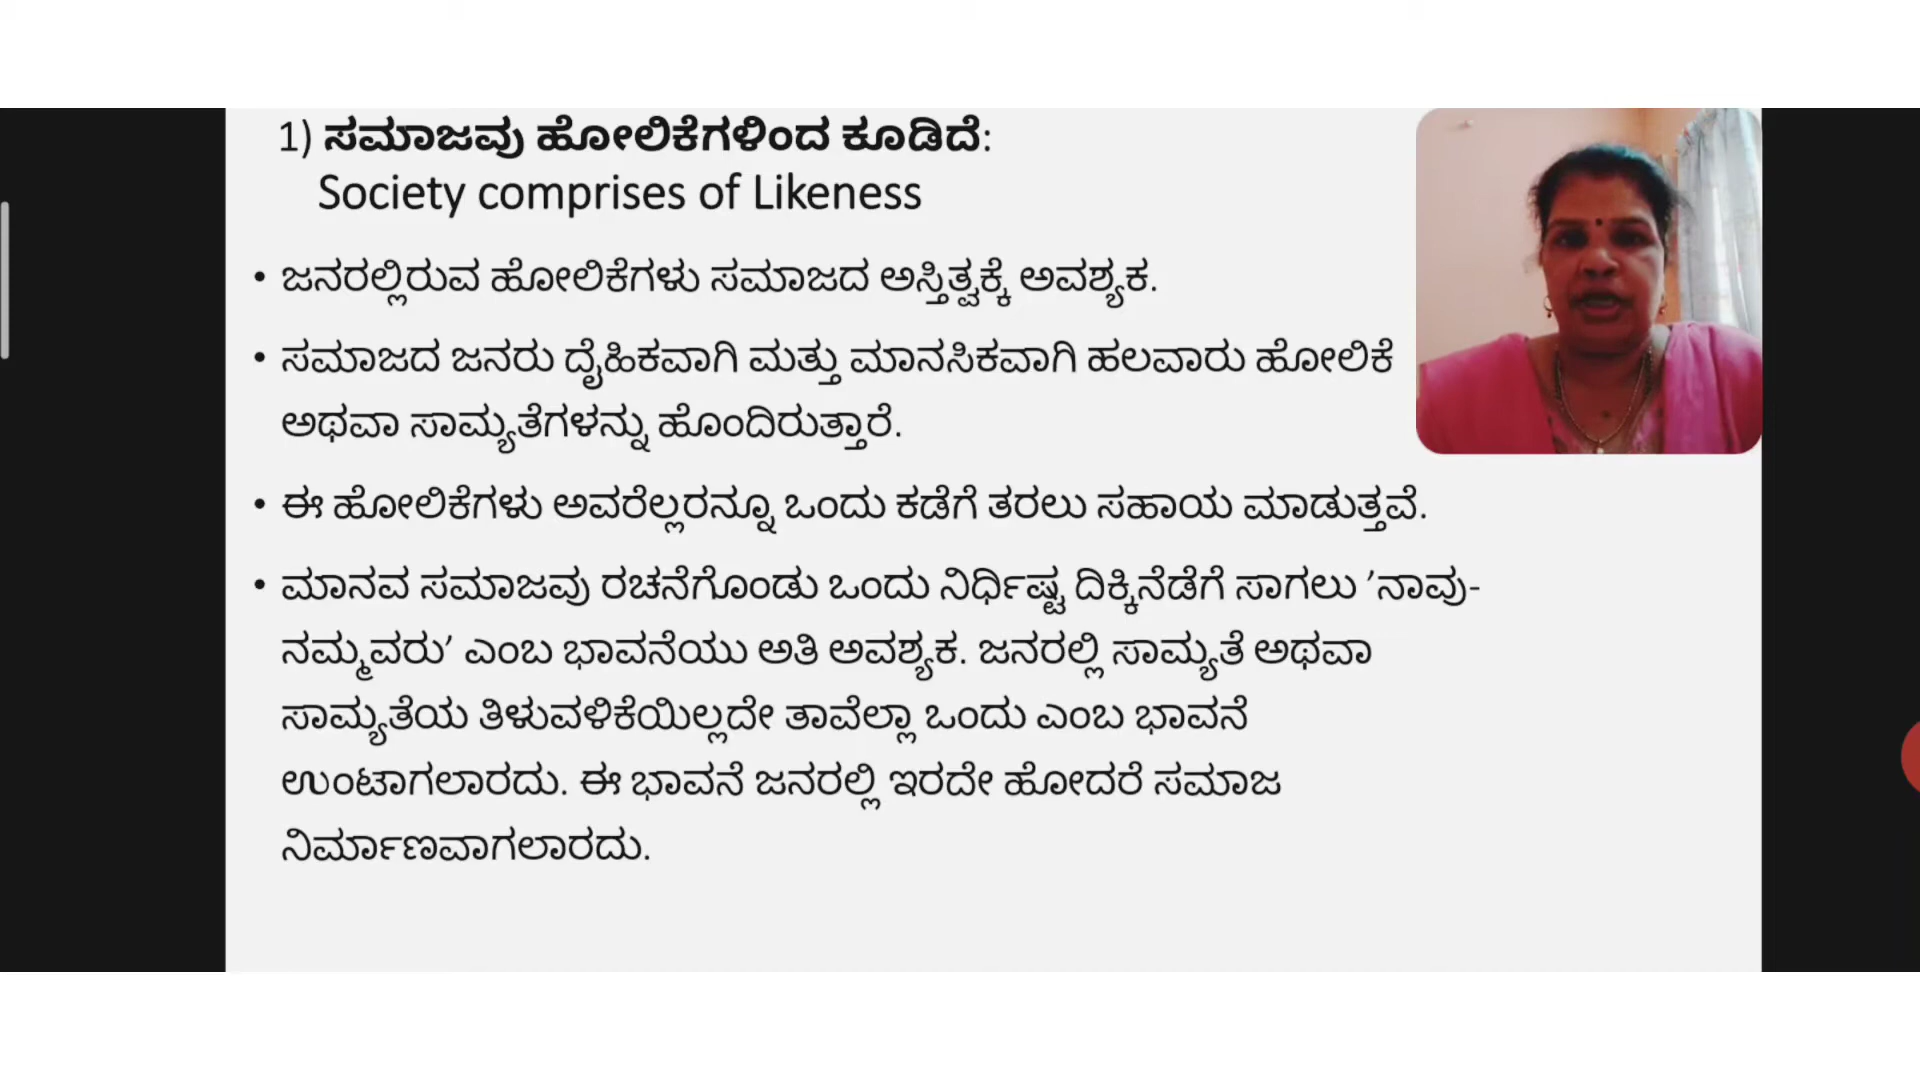 1) ಸಮಾಜವು ಹೋಲಿಕೆಗಳಿಂದ ಕೂಡಿದೆ:
Society comprises of Likeness
• ಜನರಲ್ಲಿರುವ ಹೋಲಿಕೆಗಳು ಸಮಾಜದ ಅಸ್ತಿತ್ವಕ್ಕೆ ಅವಶ್ಯಕ.
• ಸಮಾಜದ ಜನರು ದೈಹಿಕವಾಗಿ ಮತ್ತು ಮಾನಸಿಕವಾಗಿ ಹಲವಾರು ಹೋಲಿಕೆ
ಅಥವಾ ಸಾಮ್ಯತೆಗಳನ್ನು ಹೊಂದಿರುತ್ತಾರೆ.
• ಈ ಹೋಲಿಕೆಗಳು ಅವರೆಲ್ಲರನ್ನೂ ಒಂದು ಕಡೆಗೆ ತರಲು ಸಹಾಯ ಮಾಡುತ್ತವೆ.
• ಮಾನವ ಸಮಾಜವು ರಚನೆಗೊಂಡು ಒಂದು ನಿರ್ಧಿಷ್ಟ ದಿಕ್ಕಿನೆಡೆಗೆ ಸಾಗಲು ’ನಾವು-
ನಮ್ಮವರು’ ಎಂಬ ಭಾವನೆಯು ಅತಿ ಅವಶ್ಯಕ. ಜನರಲ್ಲಿ ಸಾಮ್ಯತೆ ಅಥವಾ
ಸಾಮ್ಯತೆಯ ತಿಳುವಳಿಕೆಯಿಲ್ಲದೇ ತಾವೆಲ್ಲಾ ಒಂದು ಎಂಬ ಭಾವನೆ
ಉಂಟಾಗಲಾರದು. ಈ ಭಾವನೆ ಜನರಲ್ಲಿ ಇರದೇ ಹೋದರೆ ಸಮಾಜ
ನಿರ್ಮಾಣವಾಗಲಾರದು.